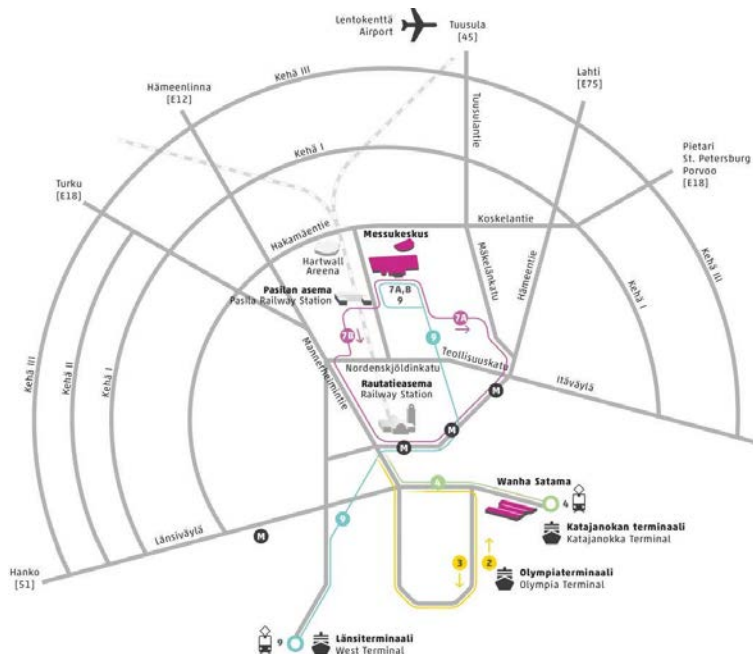 Lentokenttä
Airport
Tuusula
[45]
Kehä III
Hämeenlinna
[E12]
Lahti
[E75]
Tuusulantie
Pietari
St. Petersburg
Porvoo
[E18]
Kehä I
Turku
[E18]
Koskelantie
Hakamäentie
Messukeskus
Hartwall
Areena
Mäkelänkatu
Hämeentie
Kehä III
Kehä I
Pasilan asema
Pasila Railway Station
7A,B
9
7B
9
7A
Teollisuuskatu
Nordenskjöldinkatu
Mannerheimintie
Itäväylä
Kehä III
Kehä II
Kehä I
Rautatieasema
Railway Station
M
M
M
4
Wanha Satama
4
Katajanokan terminaali
Katajanokka Terminal
9
Länsiväylä
M
3
2
Olympiaterminaali
Olympia Terminal
Hanko
[51]
9
Länsiterminaali
West Terminal